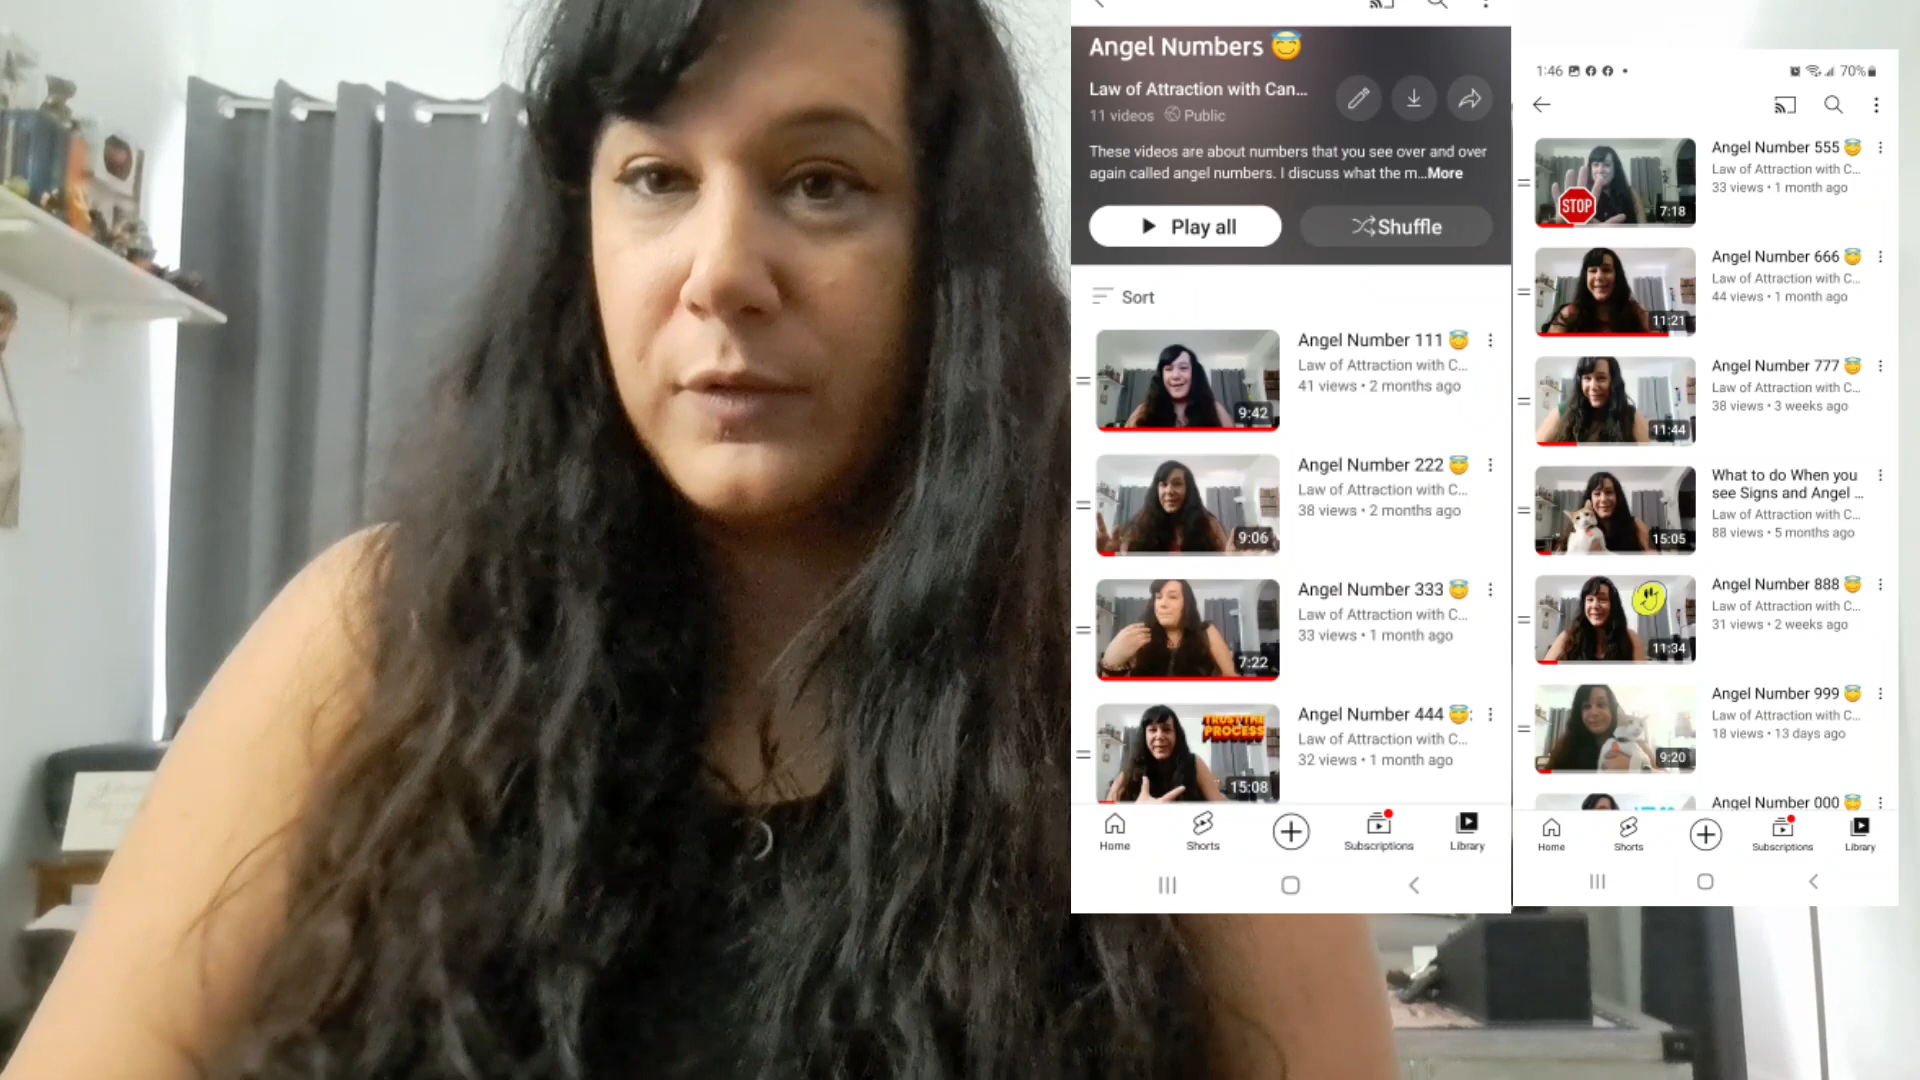 Angel Numbers 😇
Law of Attraction with Can...
11 videos Public
These videos are about numbers that you see over and over
again called angel numbers. I discuss what the m...More
Play all
Shuffle
Sort
Angel Number 111 😇
Law of Attraction with C...
41 views • 2 months ago
9:42
Angel Number 222 😇
Law of Attraction with C...
38 views • 2 months ago
9:06
Angel Number 333 😇
Law of Attraction with C...
33 views • 1 month ago
7:22
TRUST THE
PROCESS
Angel Number 444 😇:
Law of Attraction with C...
32 views • 1 month ago
15:08
Home
Shorts
Subscriptions
Library
1:46
70%
STOP
7:18
Angel Number 555 😇
Law of Attraction with C...
33 views • 1 month ago
11:21
Angel Number 666 😇
Law of Attraction with C...
44 views • 1 month ago
11:44
Angel Number 777 😇
Law of Attraction with C...
38 views • 3 weeks ago
15:05
What to do When you
see Signs and Angel ...
Law of Attraction with C...
88 views • 5 months ago
11:34
Angel Number 888 😇
Law of Attraction with C...
31 views • 2 weeks ago
9:20
Angel Number 999 😇
Law of Attraction with C...
18 views • 13 days ago
Angel Number 000 😇
Home
Shorts
Subscriptions
Library